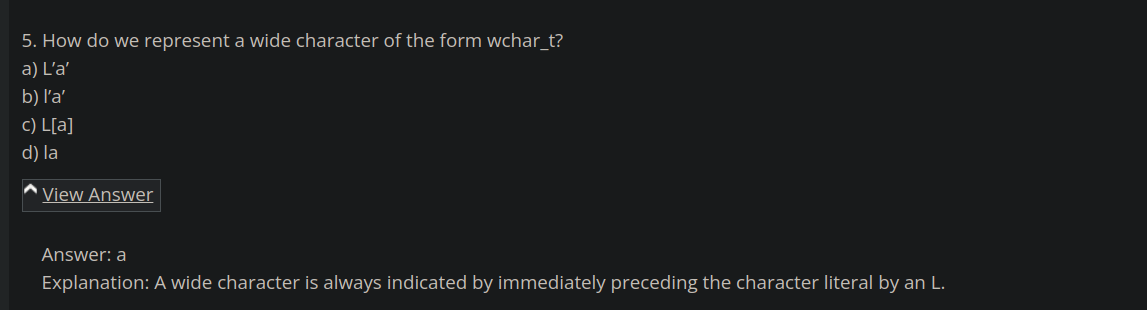 5. How do we represent a wide character of the form wchar_t?
a) L’a’
b) l’a’
c) L[a]
d) la
View Answer
Answer: a
Explanation: A wide character is always indicated by immediately preceding the character literal by an L.